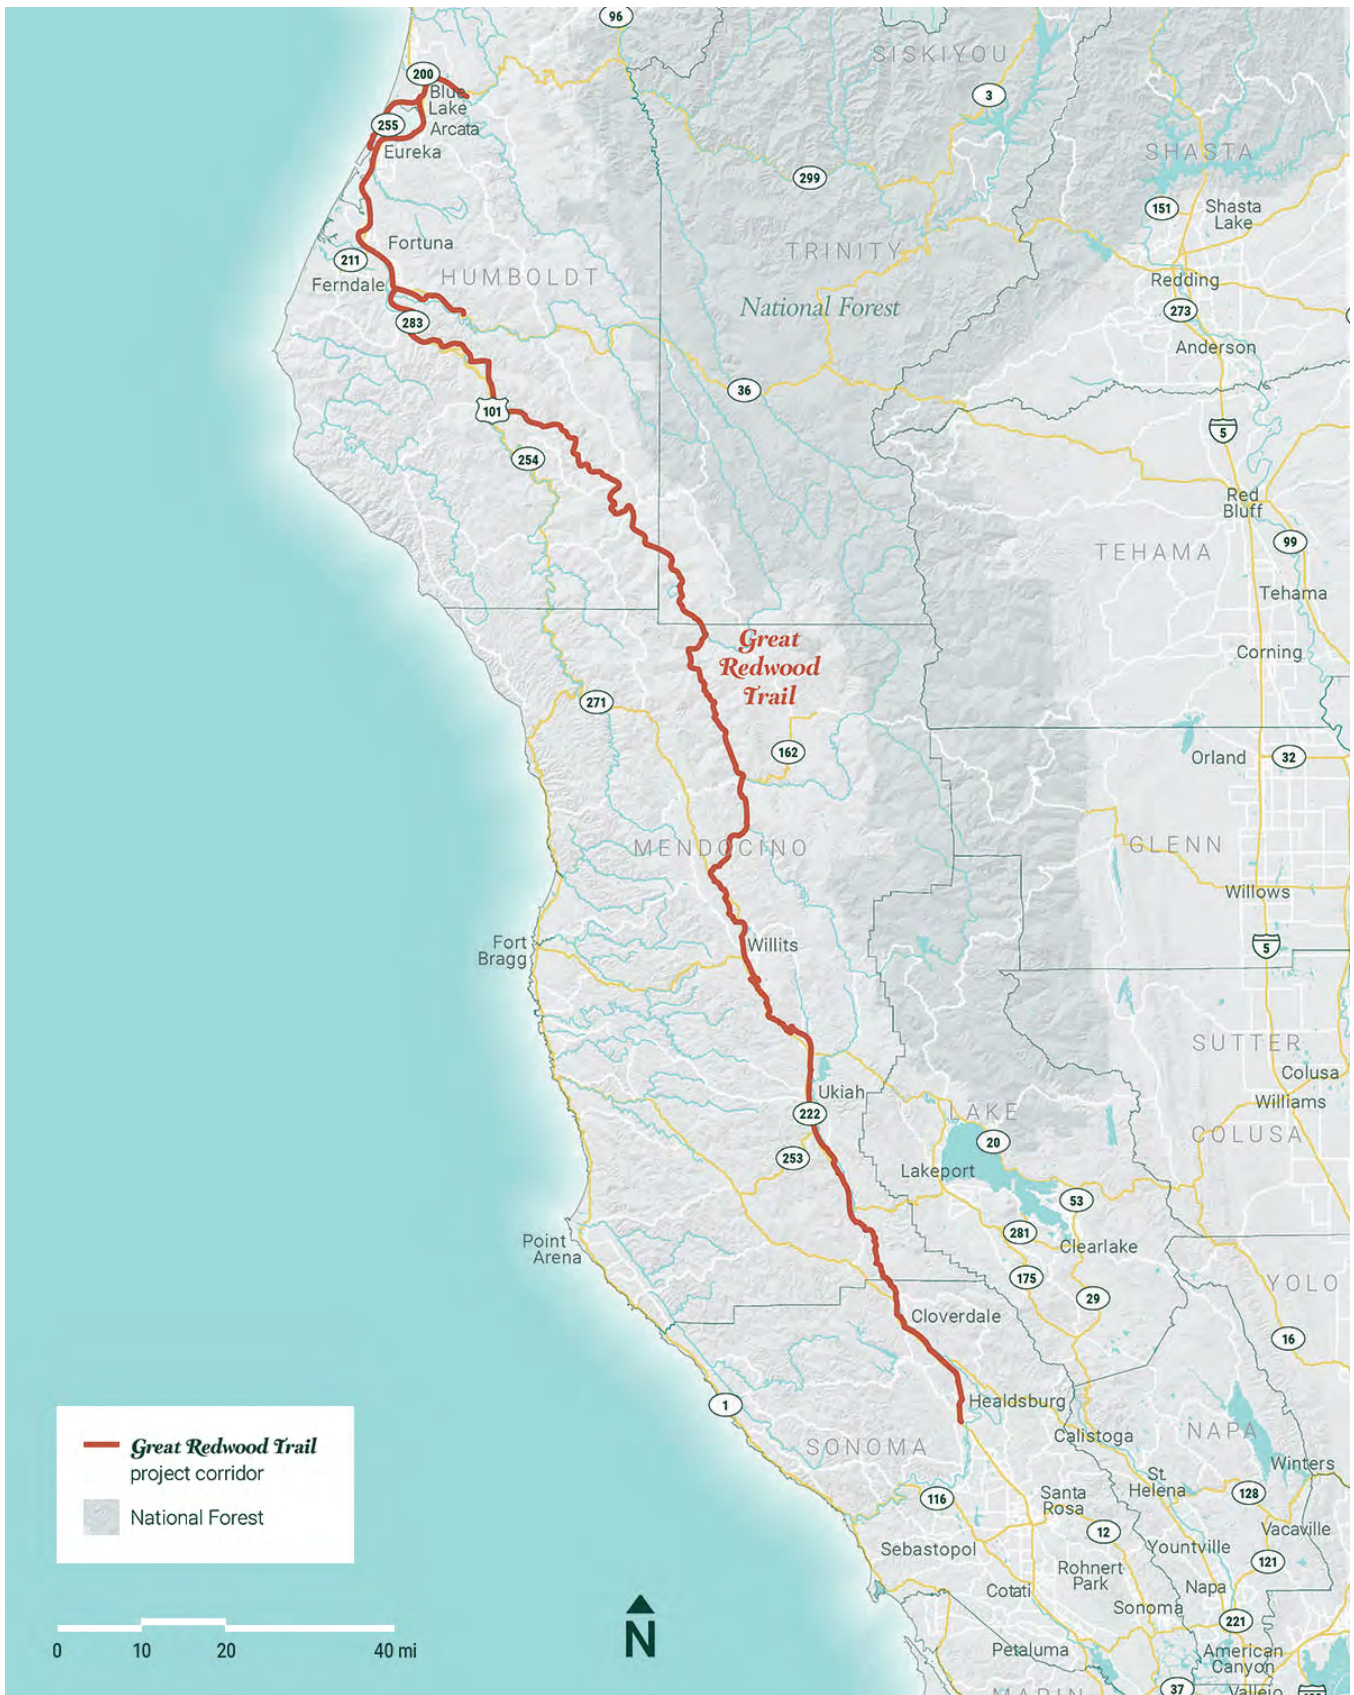 96
SISKIYOU
200
3
Blue
Lake
255
Arcata
Eureka
SHASTA
299
151
Shasta
Lake
Fortuna
TRINITY
211
HUMBOLDT
Ferndale
Redding
National Forest
273
283
Anderson
36
101
5
254
Red
Bluff
99
TEHAMA
Tehama
Great
Redwood
Trail
Corning
271
162
Orland
32
MENDOCINO
GLENN
Willows
Fort
Bragg
Willits
5
SUTTER
Colusa
Ukiah
Williams
222
LAKE
20
COLUSA
253
Lakeport
53
281
Clearlake
Point
Arena
175
29
YOLO
Cloverdale
16
1
Healdsburg
Calistoga
NAPA
SONOMA
Winters
Great Redwood Trail
project corridor
National Forest
St.
Helena
128
116
Santa
Rosa
12
Vacaville
Sebastopol
Yountville
121
Rohnert
Park
Cotati
Napa
Sonoma
221
0
10
20
40 mi
N
Petaluma
American
Canyon
MARIN
37
Vallejo